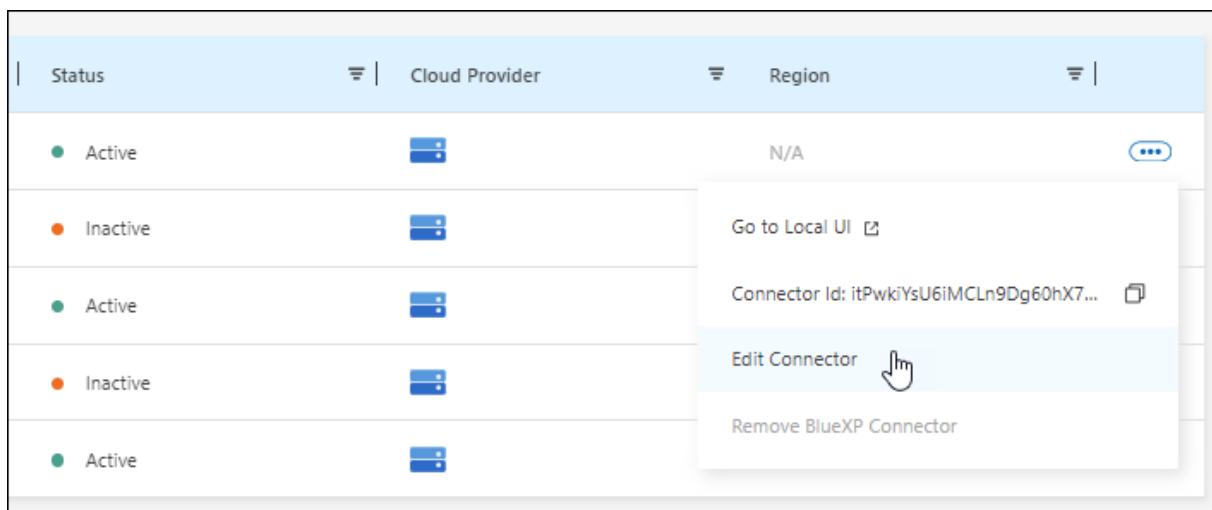 Status Cloud Provider Region
Active N/A
Go to Local UI
Inactive
Connector Id: itPwkiYsU6iMCLn9Dg60hX7...
Active
Edit Connector
Inactive
Remove BlueXP Connector
Active